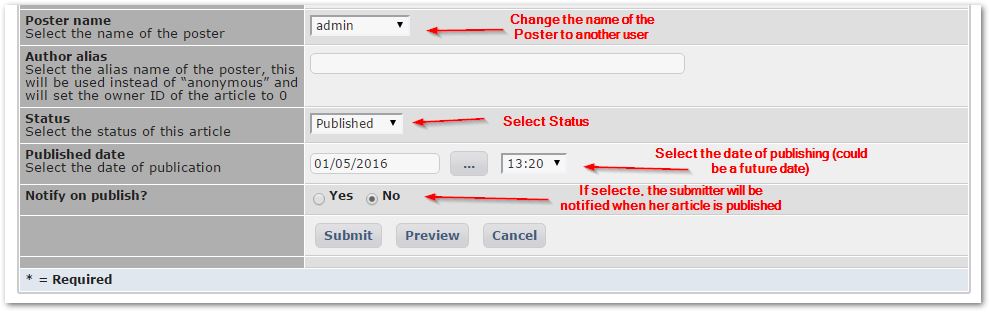 Poster name
Select the name of the poster
admin
Change the name of the
Poster to another user
Author alias
Select the alias name of the poster, this
will be used instead of “anonymous” and
will set the owner ID of the article to 0
Status
Select the status of this article
Published
Select Status
Published date
Select the date of publication
01/05/2016
...
13:20
Select the date of publishing (could
be a future date)
Notify on publish?
Yes No
If selecte, the submitter will be
notified when her article is published
Submit Preview Cancel
* = Required